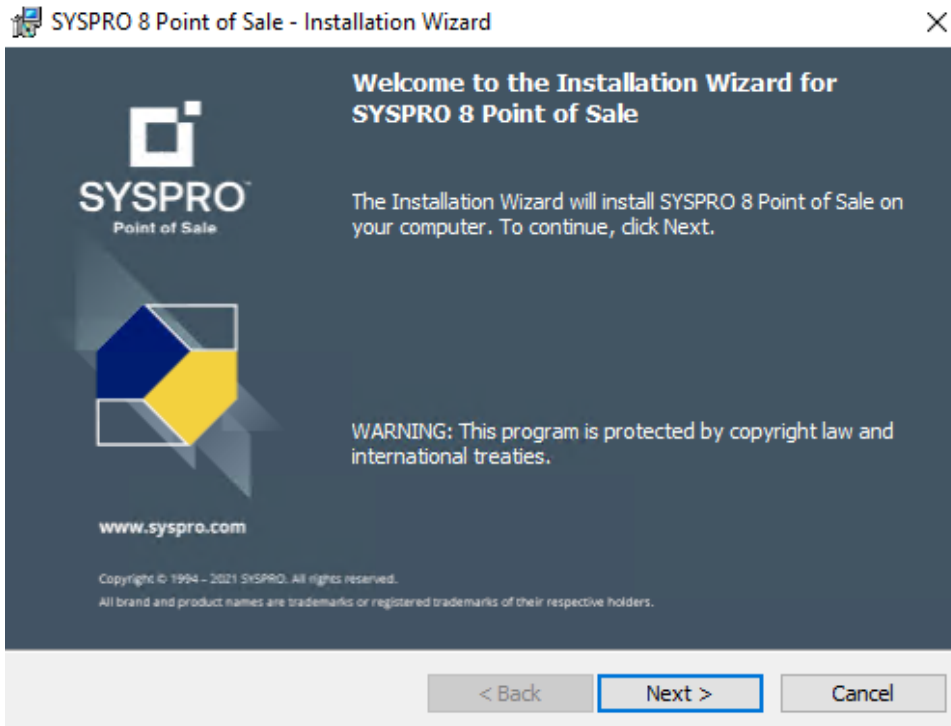 SYSPRO 8 Point of Sale - Installation Wizard
Welcome to the Installation Wizard for
SYSPRO 8 Point of Sale
SYSPRO™
Point of Sale
The Installation Wizard will install SYSPRO 8 Point of Sale on
your computer. To continue, click Next.
WARNING: This program is protected by copyright law and
international treaties.
www.syspro.com
Copyright © 1994 – 2021 SYSPRO. All rights reserved.
All brand and product names are trademarks or registered trademarks of their respective holders.
< Back
Next >
Cancel